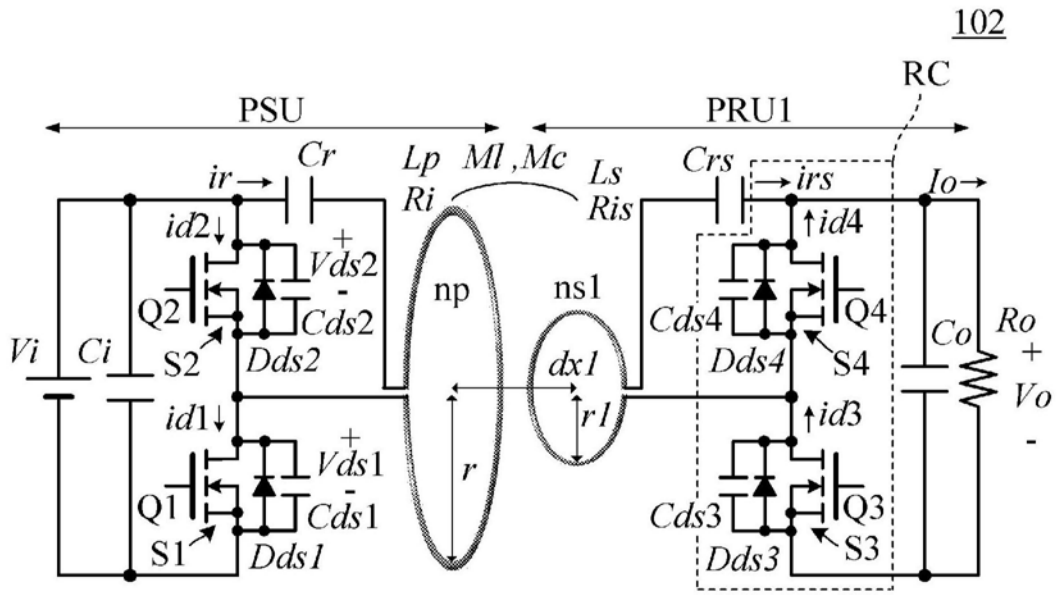 102
RC
PSU
PRU1
Cr
Lp
Ml ,Mc
Ls
Crs
ir
Ri
Ris
irs
Io
id2
+
Vds2
-
Cds2
Q2
S2
Dds2
np
ns1
id4
Cds4
Q4
S4
Dds4
Vi
Ci
dx1
Co
Ro
+
Vo
-
id1
+
Vds1
-
Cds1
Q1
S1
Dds1
r
r1
id3
Cds3
Q3
S3
Dds3